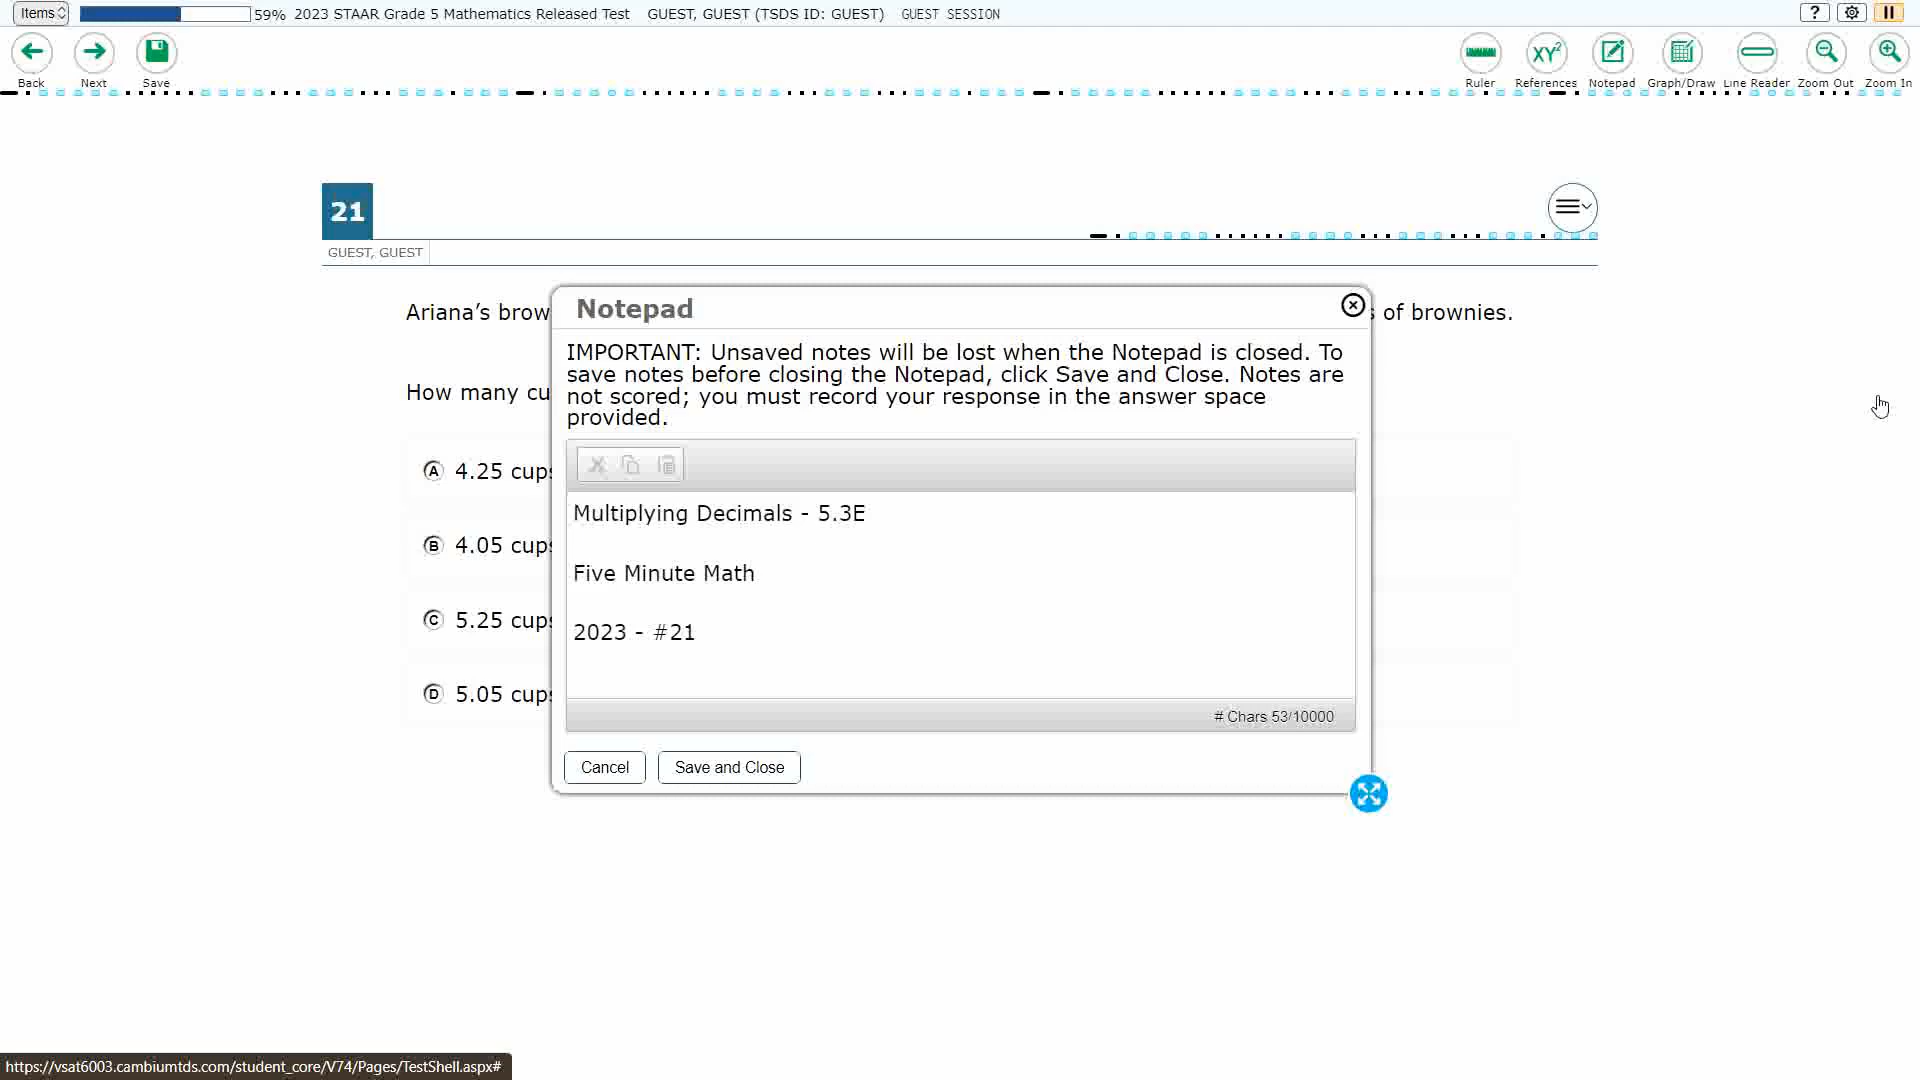 Items 59% 2023 STAAR Grade 5 Mathematics Released Test GUEST, GUEST (TSDS ID: GUEST) GUEST SESSION ?
Back Next Save XY² Ruler References Notepad Graph/Draw Line Reader Zoom Out Zoom In
21
GUEST, GUEST
Ariana's brow of brownies.
How many cu
A 4.25 cups
B 4.05 cups
C 5.25 cups
D 5.05 cups
Notepad
IMPORTANT: Unsaved notes will be lost when the Notepad is closed. To
save notes before closing the Notepad, click Save and Close. Notes are
not scored; you must record your response in the answer space
provided.
Multiplying Decimals - 5.3E
Five Minute Math
2023 - #21
# Chars 53/10000
Cancel Save and Close
https://vsat6003.cambiumtds.com/student_core/V74/Pages/TestShell.aspx#